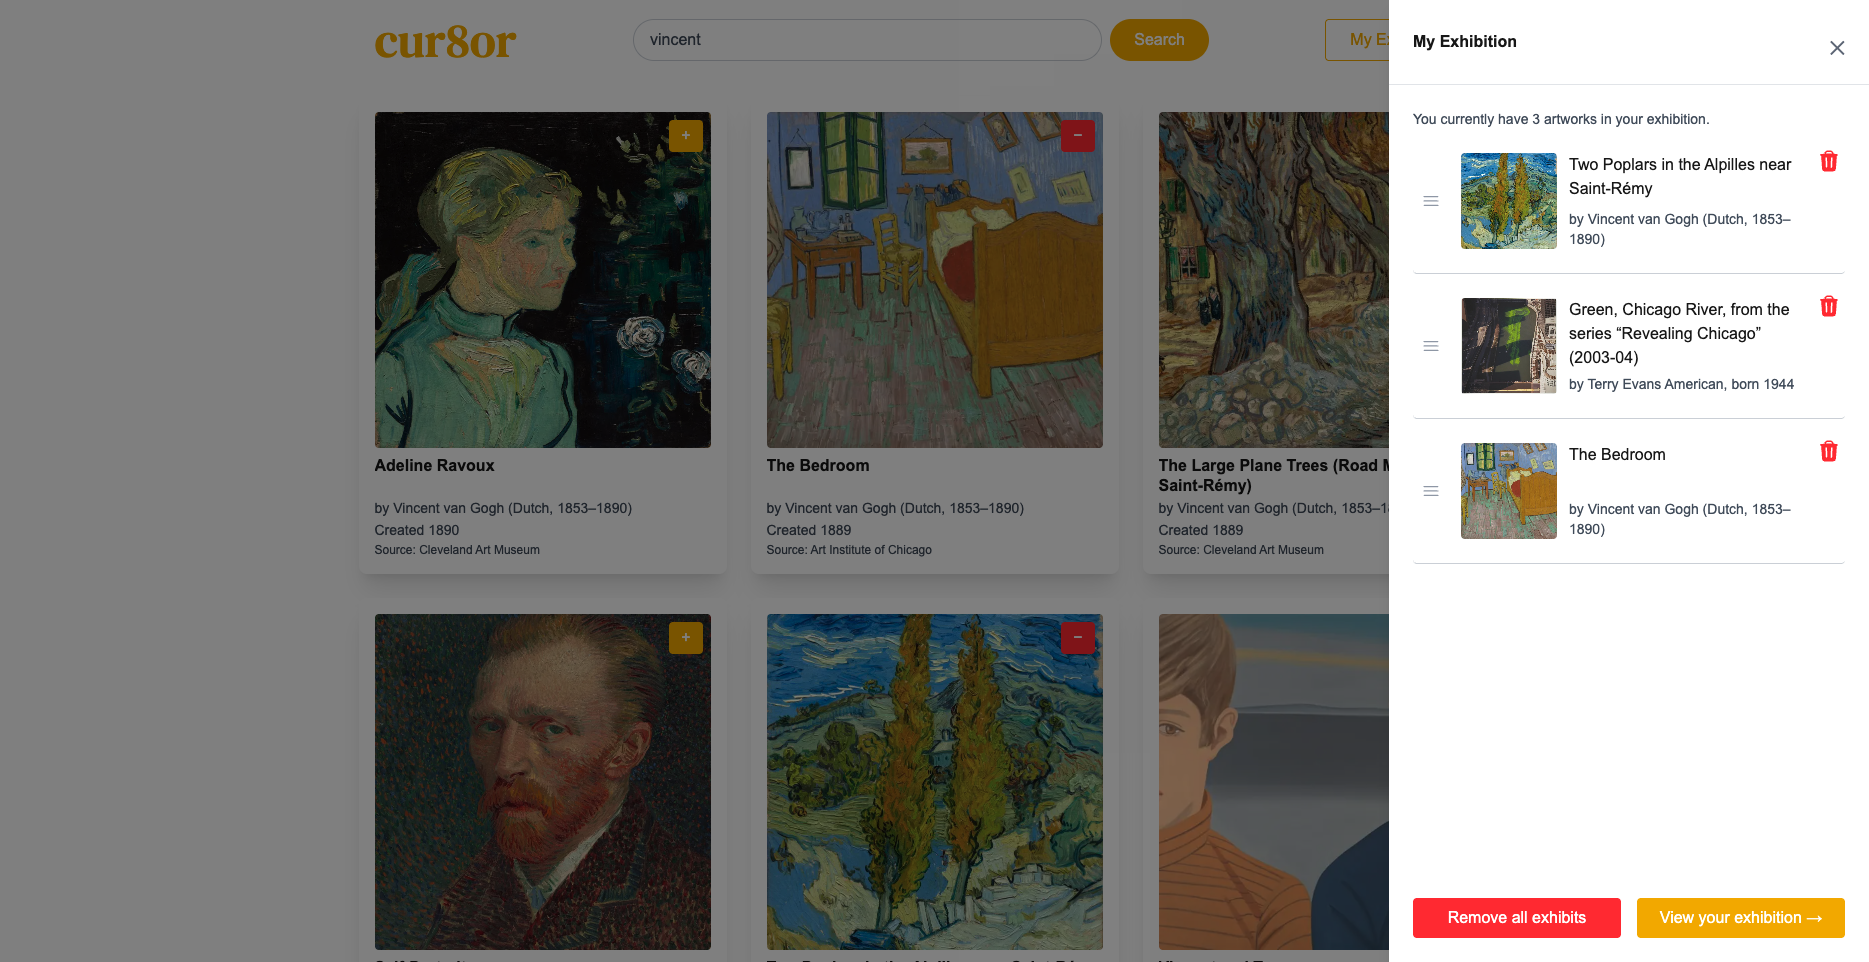 cur8or
vincent
Search
My E
My Exhibition
You currently have 3 artworks in your exhibition.
Two Poplars in the Alpilles near
Saint-Rémy
by Vincent van Gogh (Dutch, 1853–
1890)
Green, Chicago River, from the
series “Revealing Chicago”
(2003-04)
by Terry Evans American, born 1944
The Bedroom
by Vincent van Gogh (Dutch, 1853–
1890)
Remove all exhibits
View your exhibition →
+
−
Adeline Ravoux
by Vincent van Gogh (Dutch, 1853–1890)
Created 1890
Source: Cleveland Art Museum
The Bedroom
by Vincent van Gogh (Dutch, 1853–1890)
Created 1889
Source: Art Institute of Chicago
The Large Plane Trees (Road M
Saint-Rémy)
by Vincent van Gogh (Dutch, 1853–1
Created 1889
Source: Cleveland Art Museum
+
−